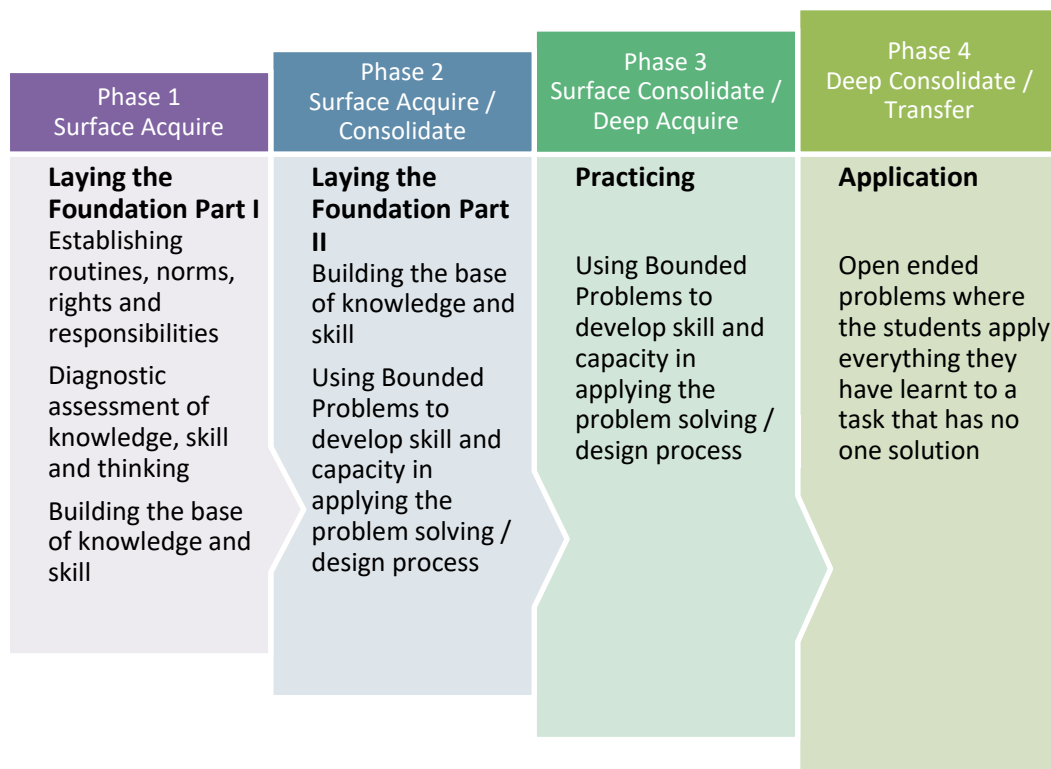 Phase 1
Surface Acquire
Laying the
Foundation Part I
Establishing
routines, norms,
rights and
responsibilities
Diagnostic
assessment of
knowledge, skill
and thinking
Building the base
of knowledge and
skill
Phase 2
Surface Acquire /
Consolidate
Laying the
Foundation Part
II
Building the base
of knowledge and
skill
Using Bounded
Problems to
develop skill and
capacity in
applying the
problem solving /
design process
Phase 3
Surface Consolidate /
Deep Acquire
Practicing
Using Bounded
Problems to
develop skill and
capacity in
applying the
problem solving /
design process
Phase 4
Deep Consolidate /
Transfer
Application
Open ended
problems where
the students apply
everything they
have learnt to a
task that has no
one solution